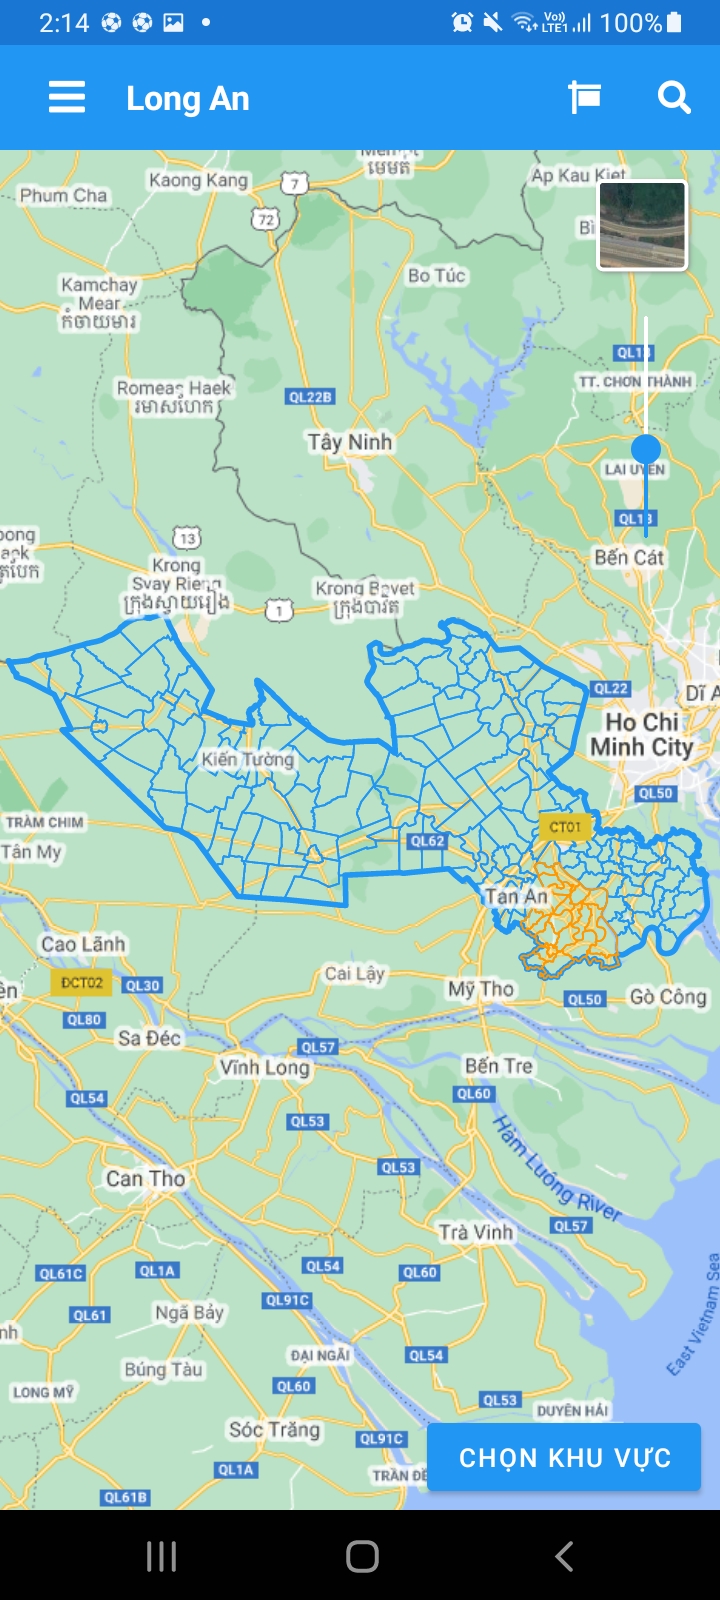 2:14
Vo))
LTE1
100%
Long An
Kaong Kang
មេមត់
Ap Kau Kiet
Phum Cha
7
72
Kamchay
Mear
កំចាយមារ
Bo Túc
QL13
TT. CHƠN THÀNH
Romeas Haek
រមាសហែក
QL22B
Tây Ninh
LAI UYÊN
QL13
13
Bến Cát
Krong
Svay Rieng
ក្រុងស្វាយរៀង
Krong Bavet
ក្រុងបាវិត
1
QL22
Dĩ A
Ho Chi
Minh City
Kiến Tường
QL50
TRÀM CHIM
CT01
QL62
Tân My
Tan An
Cao Lãnh
Cai Lậy
ĐCT02
QL30
Mỹ Tho
QL50
Gò Công
QL80
Sa Đéc
QL57
Vĩnh Long
Bến Tre
QL60
QL54
QL53
Hàm Luông River
QL53
Can Tho
QL57
Trà Vinh
QL61C
QL1A
QL54
QL60
QL91C
QL61
Ngã Bảy
East Vietnam Sea
ĐẠI NGÃI
QL54
Búng Tàu
QL60
LONG MỸ
QL53
DUYÊN HẢI
Sóc Trăng
QL91C
CHỌN KHU VỰC
QL1A
TRẦN ĐỀ
QL61B